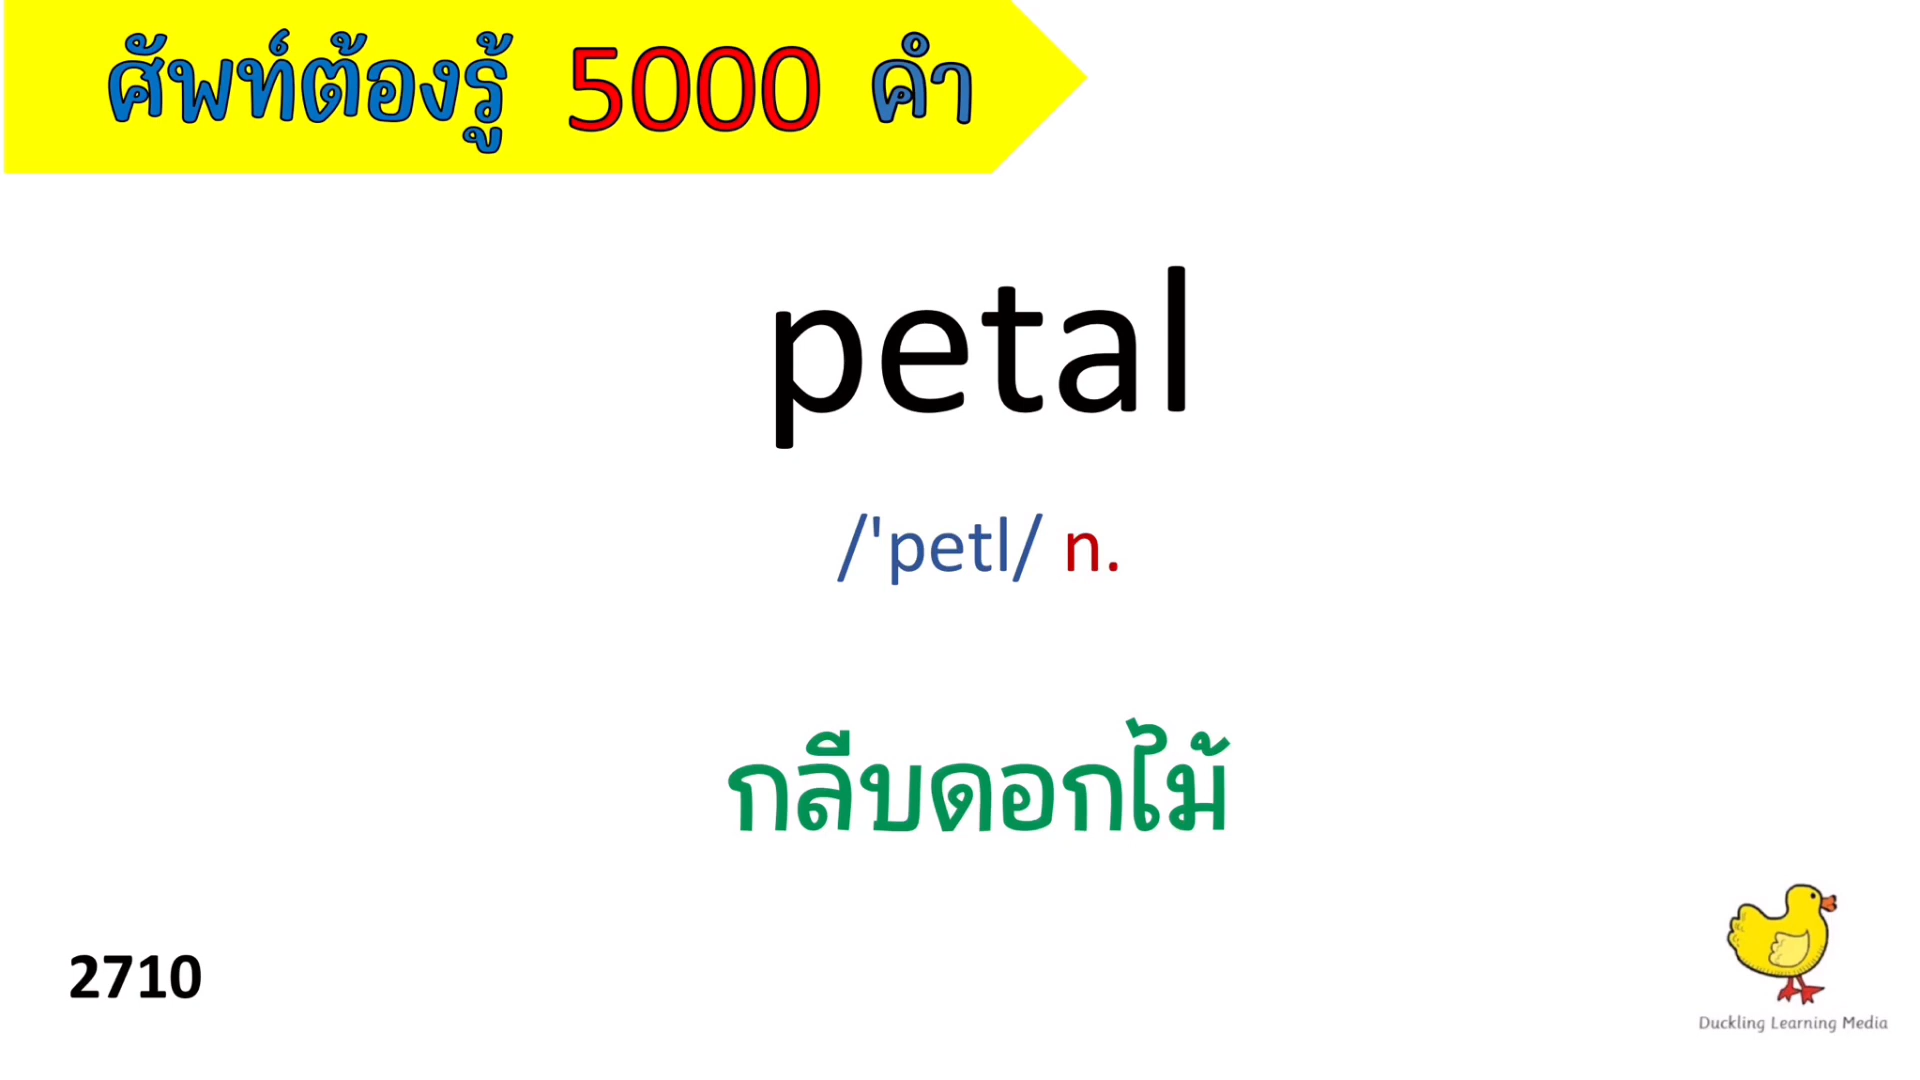 ศัพท์ต้องรู้ 5000 คำ
petal
/'petl/ n.
กลีบดอกไม้
2710
Duckling Learning Media